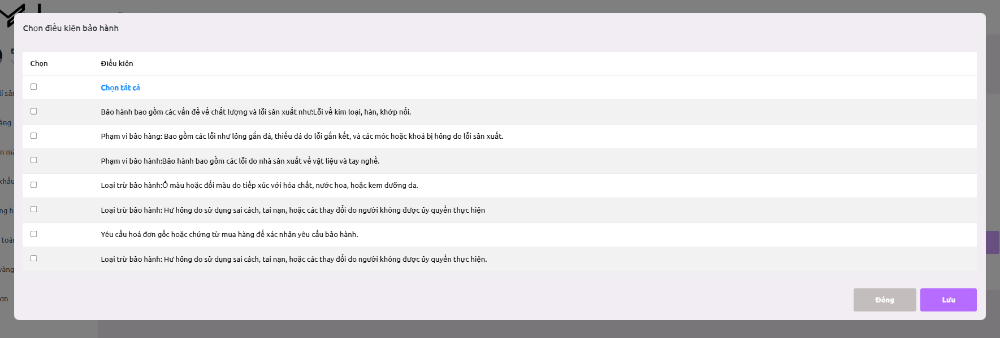 Chọn điều kiện bảo hành
Chọn Điều kiện
Chọn tất cả
Bảo hành bao gồm các vấn đề về chất lượng và lỗi sản xuất như:Lỗi về kim loại, hàn, khớp nối.
Phạm vi bảo hàng: Bao gồm các lỗi như lỏng gắn đá, thiếu đá do lỗi gắn kết, và các móc hoặc khoá bị hỏng do lỗi sản xuất.
Phạm vi bảo hành:Bảo hành bao gồm các lỗi do nhà sản xuất về vật liệu và tay nghề.
Loại trừ bảo hành:Ố màu hoặc đổi màu do tiếp xúc với hóa chất, nước hoa, hoặc kem dưỡng da.
Loại trừ bảo hành: Hư hỏng do sử dụng sai cách, tai nạn, hoặc các thay đổi do người không được ủy quyền thực hiện
Yêu cầu hoá đơn gốc hoặc chứng từ mua hàng để xác nhận yêu cầu bảo hành.
Loại trừ bảo hành: Hư hỏng do sử dụng sai cách, tai nạn, hoặc các thay đổi do người không được ủy quyền thực hiện.
Đóng Lưu